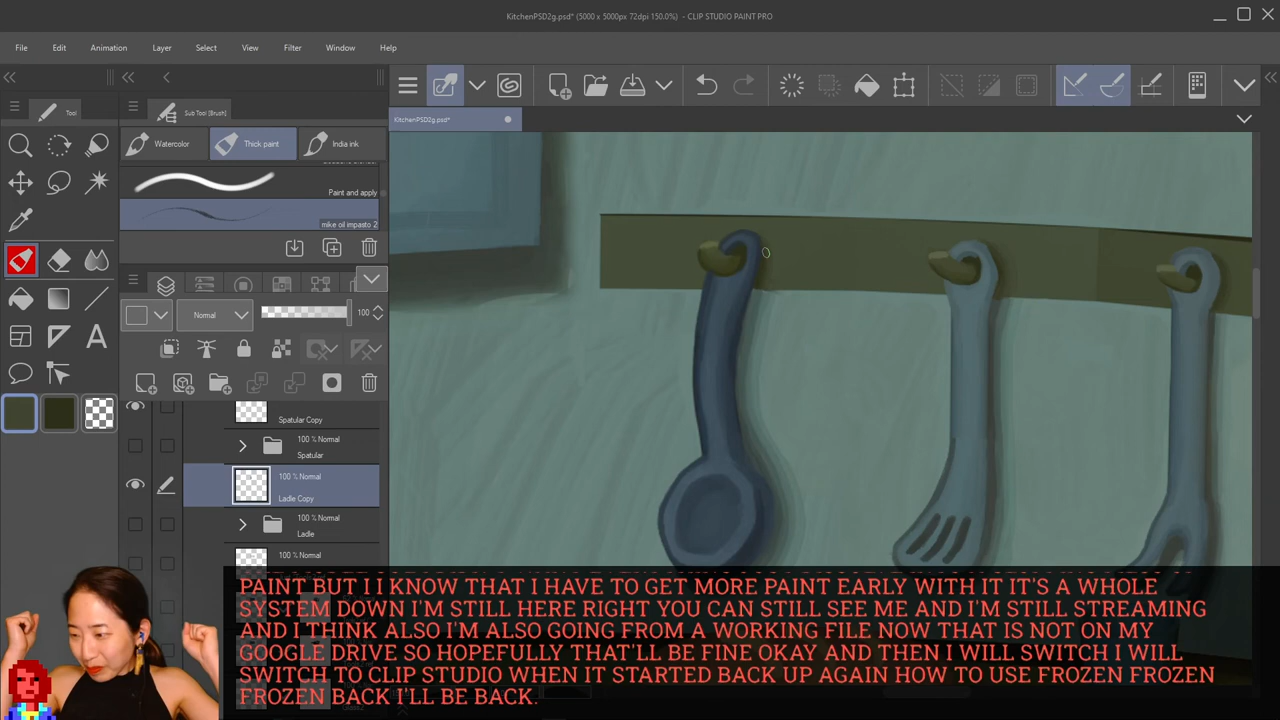 KitchenPSD2g.psd* (5000 x 5000px 72dpi 150.0%) - CLIP STUDIO PAINT PRO
File Edit Animation Layer Select View Filter Window Help
Tool
Sub Tool [Brush]
KitchenPSD2g.psd*
Watercolor
Thick paint
India ink
Paint and apply
mike oil impasto 2
Normal
100
Spatular Copy
100 % Normal
Spatular
100 % Normal
Ladle Copy
100 % Normal
Ladle
100 % Normal
PAINT BUT I I KNOW THAT I HAVE TO GET MORE PAINT EARLY WITH IT IT'S A WHOLE
SYSTEM DOWN I'M STILL HERE RIGHT YOU CAN STILL SEE ME AND I'M STILL STREAMING
AND I THINK ALSO I'M ALSO GOING FROM A WORKING FILE NOW THAT IS NOT ON MY
GOOGLE DRIVE SO HOPEFULLY THAT'LL BE FINE OKAY AND THEN I WILL SWITCH I WILL
SWITCH TO CLIP STUDIO WHEN IT STARTED BACK UP AGAIN HOW TO USE FROZEN FROZEN
FROZEN BACK I'LL BE BACK.